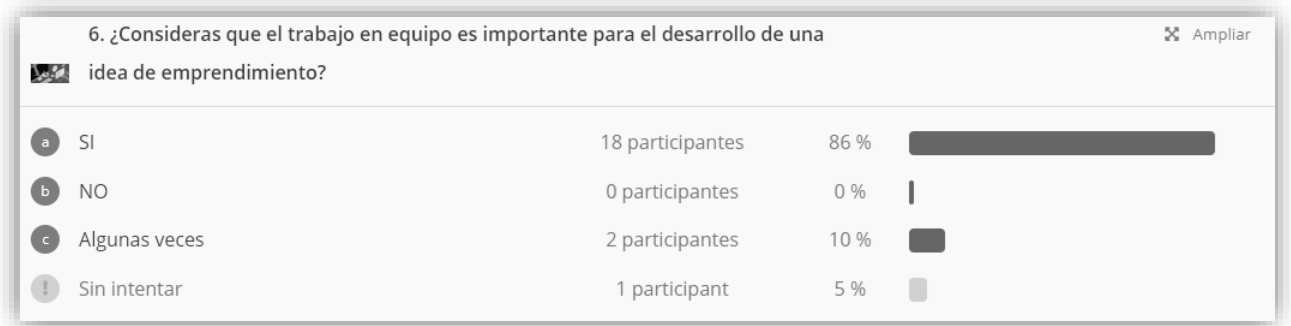 6. ¿Consideras que el trabajo en equipo es importante para el desarrollo de una
Ampliar
idea de emprendimiento?
a SI 18 participantes 86 %
b NO 0 participantes 0 %
c Algunas veces 2 participantes 10 %
! Sin intentar 1 participant 5 %